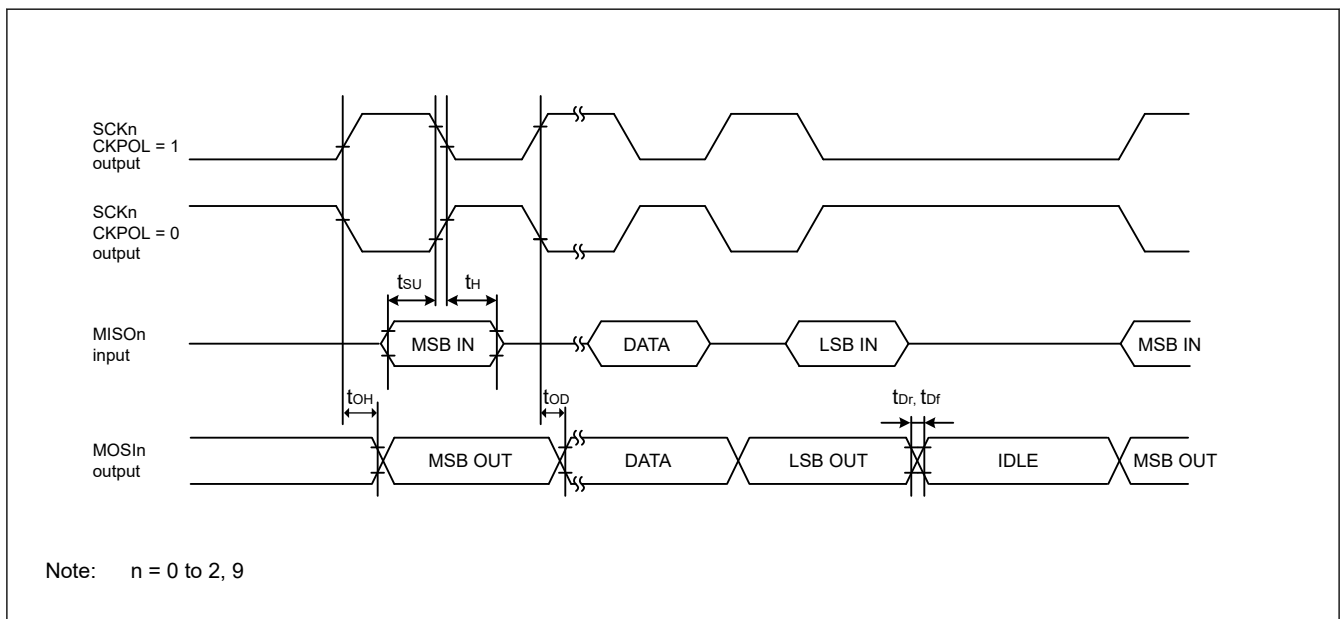 SCKn
CKPOL = 1
output
SCKn
CKPOL = 0
output
tSU
tH
MISOn
input
MSB IN
DATA
LSB IN
MSB IN
tOH
tOD
tDr, tDf
MOSIn
output
MSB OUT
DATA
LSB OUT
IDLE
MSB OUT
Note: n = 0 to 2, 9